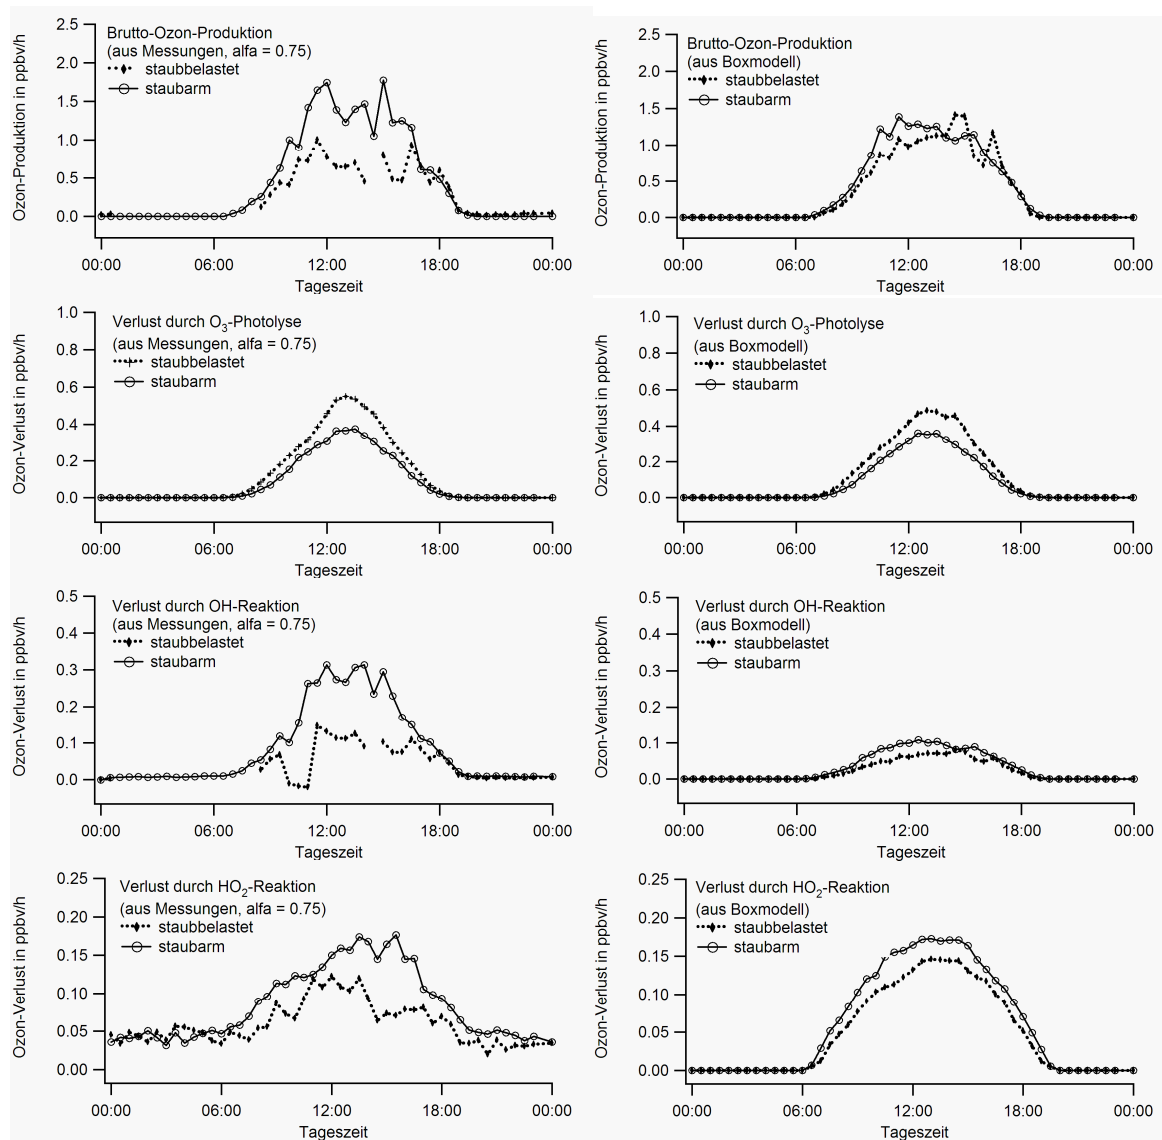 Brutto-Ozon-Produktion
(aus Messungen, alfa = 0.75)
staubbelastet
staubarm
Ozon-Produktion in ppbv/h
2.5
2.0
1.5
1.0
0.5
0.0
00:00
06:00
12:00
18:00
00:00
Tageszeit
Brutto-Ozon-Produktion
(aus Boxmodell)
staubbelastet
staubarm
Ozon-Produktion in ppbv/h
2.5
2.0
1.5
1.0
0.5
0.0
00:00
06:00
12:00
18:00
00:00
Tageszeit
Verlust durch O3-Photolyse
(aus Messungen, alfa = 0.75)
staubbelastet
staubarm
Ozon-Verlust in ppbv/h
1.0
0.8
0.6
0.4
0.2
0.0
00:00
06:00
12:00
18:00
00:00
Tageszeit
Verlust durch O3-Photolyse
(aus Boxmodell)
staubbelastet
staubarm
Ozon-Verlust in ppbv/h
1.0
0.8
0.6
0.4
0.2
0.0
00:00
06:00
12:00
18:00
00:00
Tageszeit
Verlust durch OH-Reaktion
(aus Messungen, alfa = 0.75)
staubbelastet
staubarm
Ozon-Verlust in ppbv/h
0.5
0.4
0.3
0.2
0.1
0.0
00:00
06:00
12:00
18:00
00:00
Tageszeit
Verlust durch OH-Reaktion
(aus Boxmodell)
staubbelastet
staubarm
Ozon-Verlust in ppbv/h
0.5
0.4
0.3
0.2
0.1
0.0
00:00
06:00
12:00
18:00
00:00
Tageszeit
Verlust durch HO2-Reaktion
(aus Messungen, alfa = 0.75)
staubbelastet
staubarm
Ozon-Verlust in ppbv/h
0.25
0.20
0.15
0.10
0.05
0.00
00:00
06:00
12:00
18:00
00:00
Tageszeit
Verlust durch HO2-Reaktion
(aus Boxmodell)
staubbelastet
staubarm
Ozon-Verlust in ppbv/h
0.25
0.20
0.15
0.10
0.05
0.00
00:00
06:00
12:00
18:00
00:00
Tageszeit